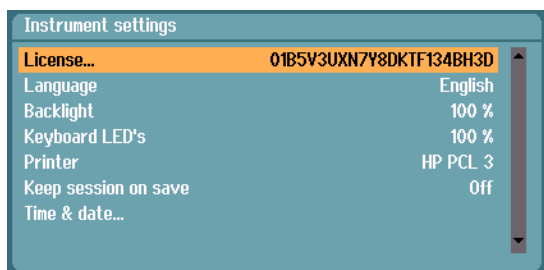 Instrument settings
License... 01B5V3UXN7Y8DKTF134BH3D
Language English
Backlight 100 %
Keyboard LED's 100 %
Printer HP PCL 3
Keep session on save Off
Time & date...